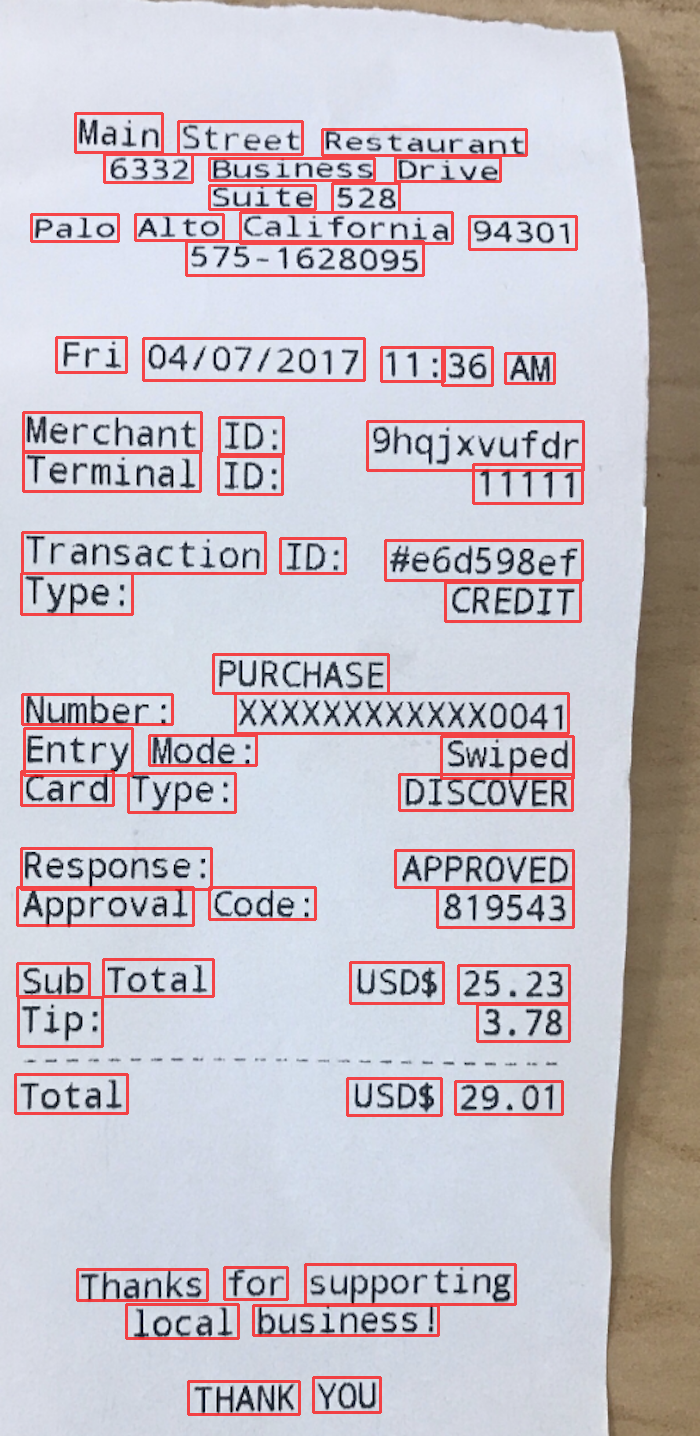 Main Street Restaurant
6332 Business Drive
Suite 528
Palo Alto California 94301
575-1628095
Fri 04/07/2017 11:36 AM
Merchant ID: 9hqjxvufdr
Terminal ID: 11111
Transaction ID: #e6d598ef
Type: CREDIT
PURCHASE
Number: XXXXXXXXXXXX0041
Entry Mode: Swiped
Card Type: DISCOVER
Response: APPROVED
Approval Code: 819543
Sub Total USD$ 25.23
Tip: 3.78
Total USD$ 29.01
Thanks for supporting
local business!
THANK YOU